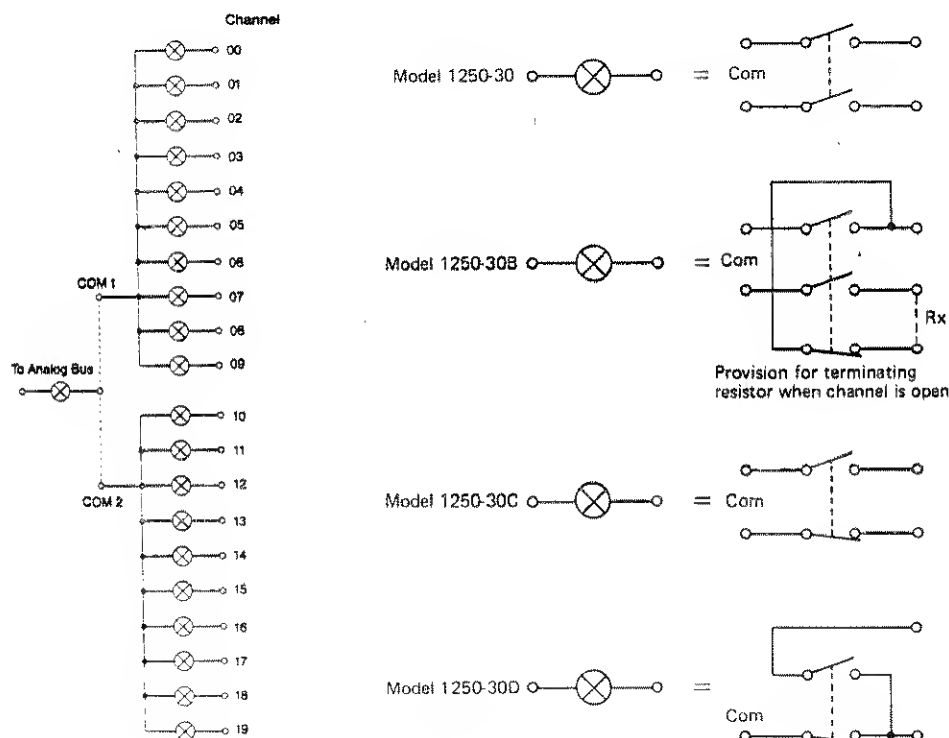 Channel
00
01
02
03
04
05
06
COM 1
07
08
09
To Analog Bus
10
11
12
COM 2
13
14
15
16
17
18
19
Model 1250-30
= Com
Model 1250-30B
= Com
Rx
Provision for terminating
resistor when channel is open
Model 1250-30C
= Com
Model 1250-30D
=
Com